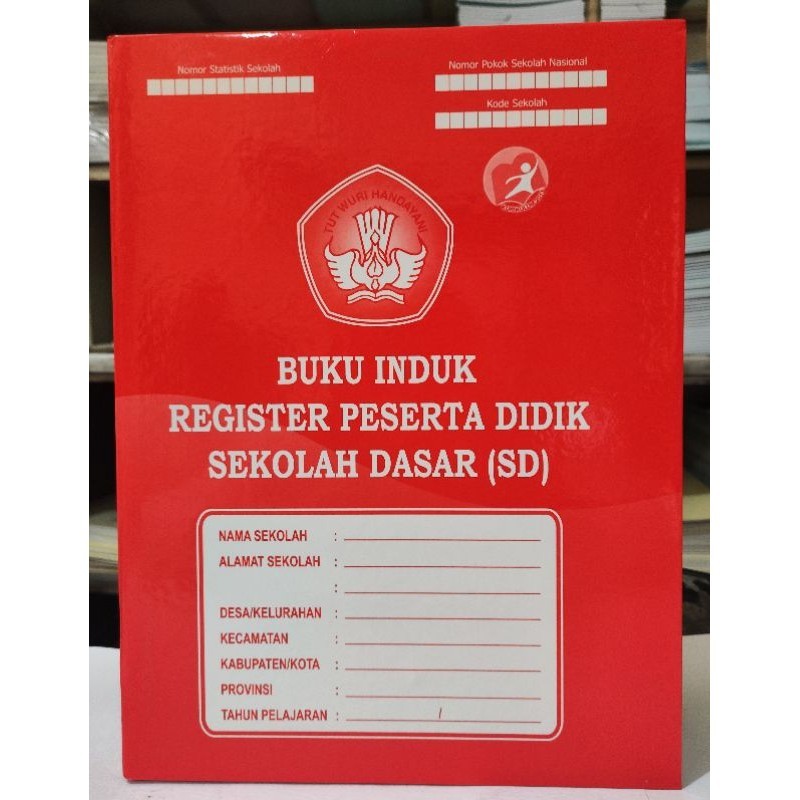 Nomor Statistik Sekolah
Nomor Pokok Sekolah Nasional
Kode Sekolah
TUT WURI HANDAYANI
BUKU INDUK
REGISTER PESERTA DIDIK
SEKOLAH DASAR (SD)
NAMA SEKOLAH :
ALAMAT SEKOLAH :
:
DESA/KELURAHAN :
KECAMATAN :
KABUPATEN/KOTA :
PROVINSI :
TAHUN PELAJARAN : /